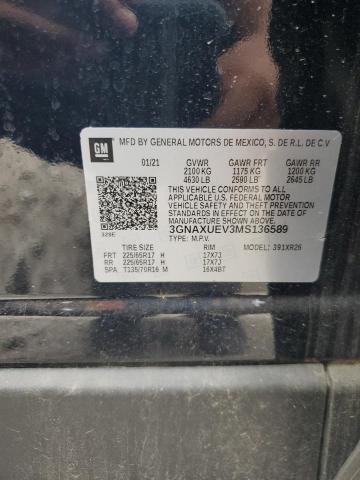 GM
MFD BY GENERAL MOTORS DE MEXICO, S. DE R.L. DE C.V
01/21 GVWR GAWR FRT GAWR RR
2100 KG 1175 KG 1200 KG
4630 LB 2590 LB 2645 LB
THIS VEHICLE CONFORMS TO ALL
APPLICABLE U.S. FEDERAL MOTOR
VEHICLE SAFETY AND THEFT
PREVENTION STANDARDS IN EFFECT
ON THE DATE OF MANUFACTURE
SHOWN ABOVE.
3GNAXUEV3MS136589
TYPE: M.P.V. MODEL: 391XR26
TIRE SIZE RIM
FRT 225/65R17 H 17X7J
RR 225/65R17 H 17X7J
SPA T135/70R16 M 16X4BT